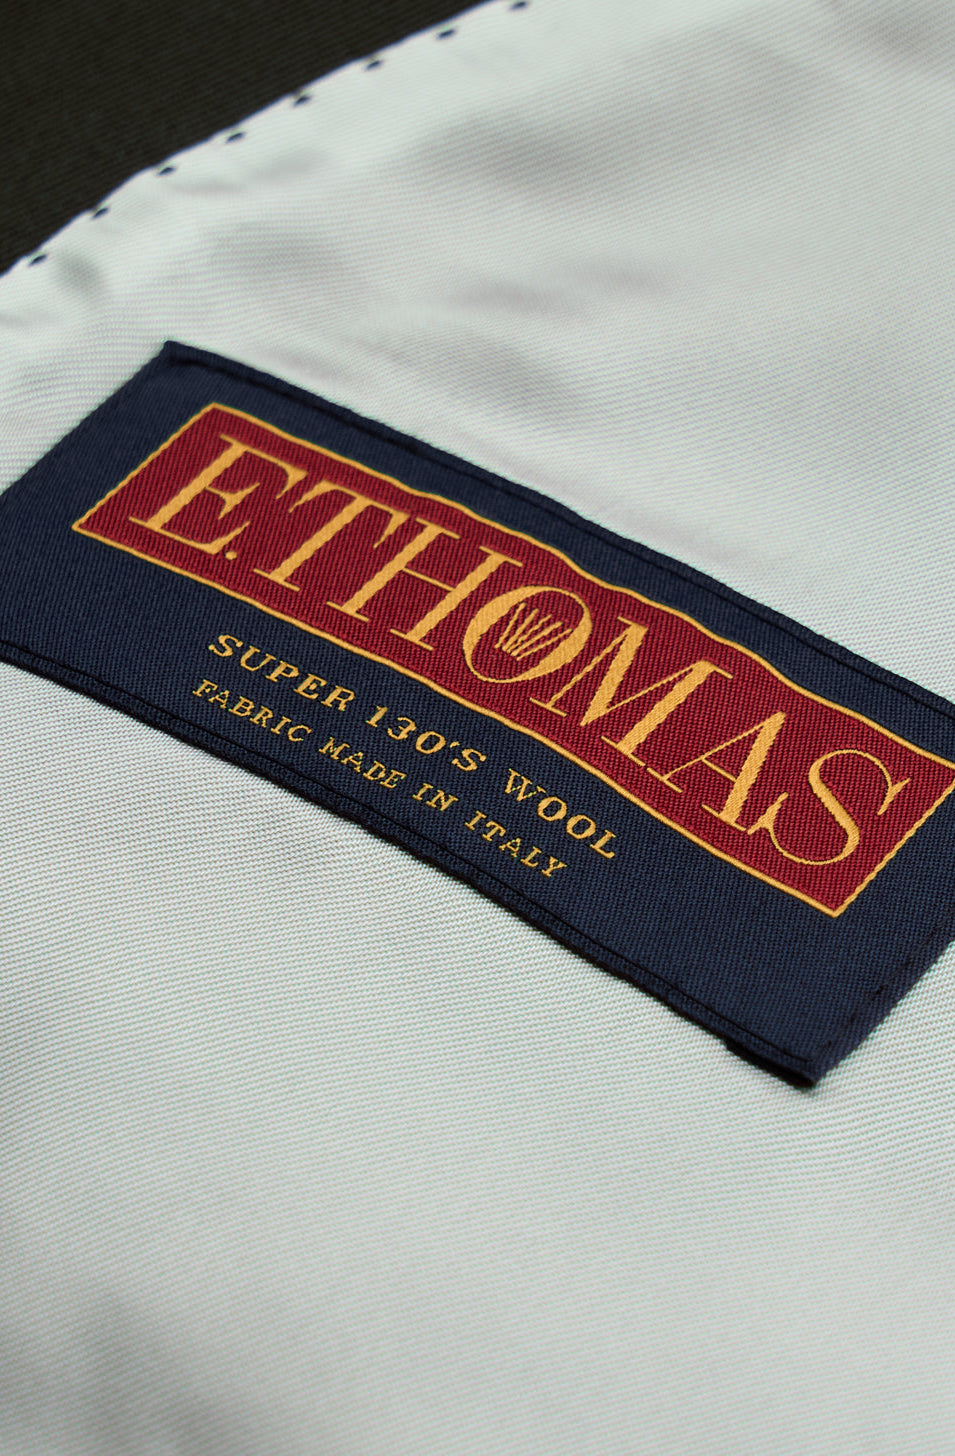 E.THOMAS
SUPER 130'S WOOL
FABRIC MADE IN ITALY